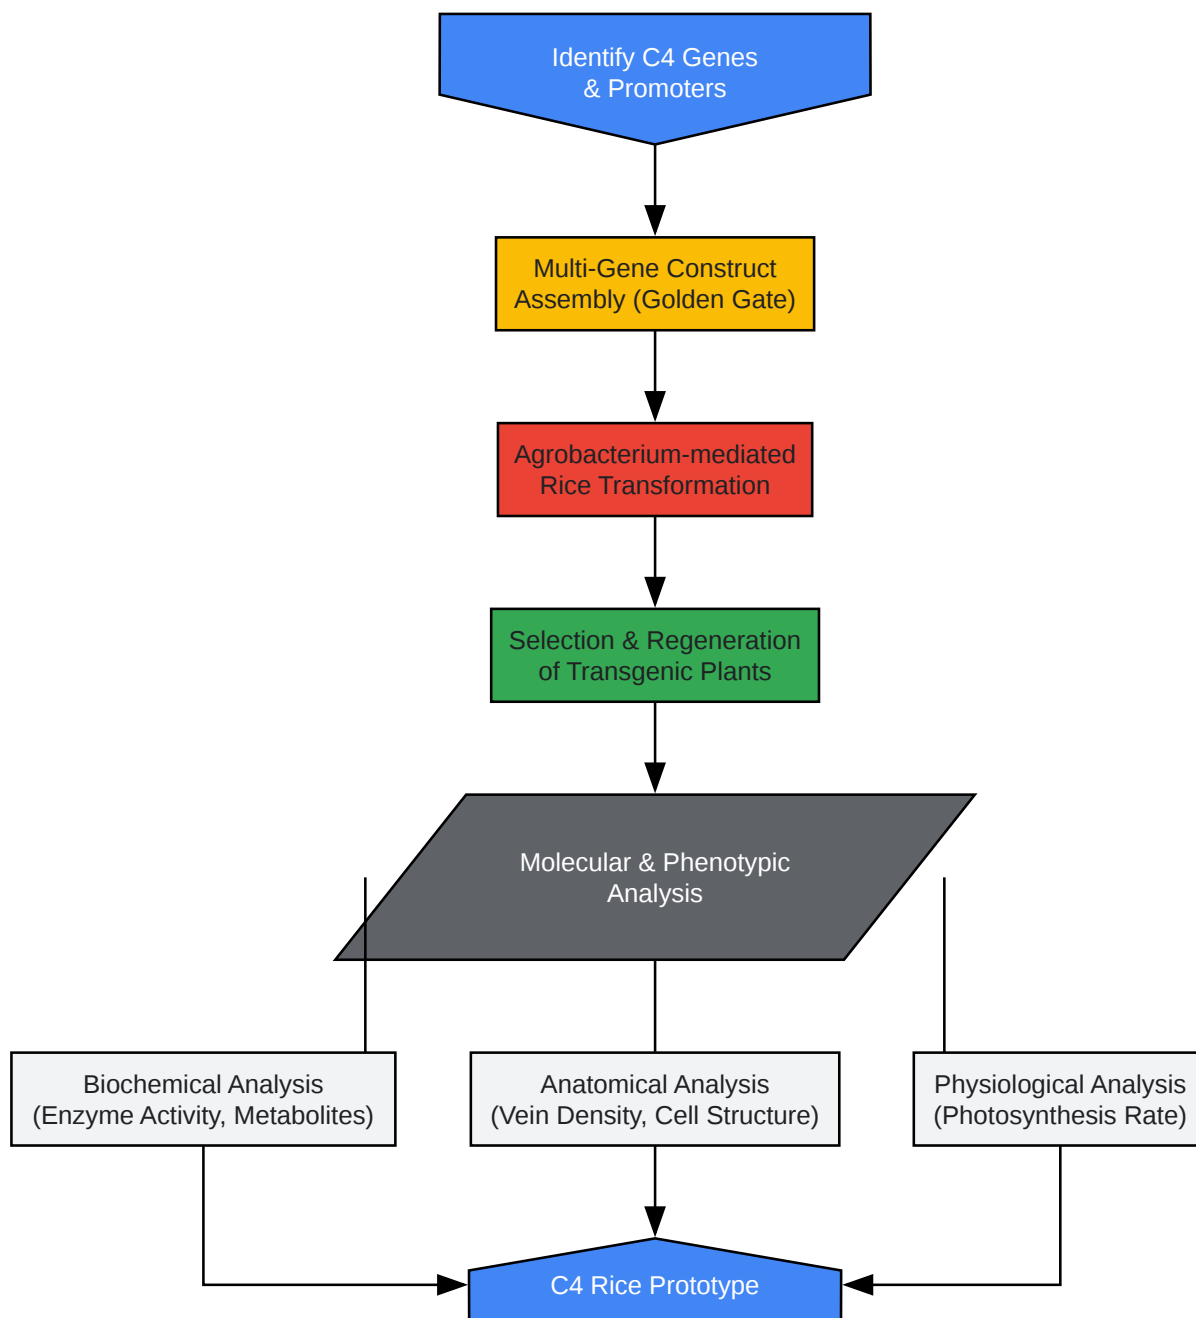 Identify C4 Genes
& Promoters
Multi-Gene Construct
Assembly (Golden Gate)
Agrobacterium-mediated
Rice Transformation
Selection & Regeneration
of Transgenic Plants
Molecular & Phenotypic
Analysis
Biochemical Analysis
(Enzyme Activity, Metabolites)
Anatomical Analysis
(Vein Density, Cell Structure)
Physiological Analysis
(Photosynthesis Rate)
C4 Rice Prototype